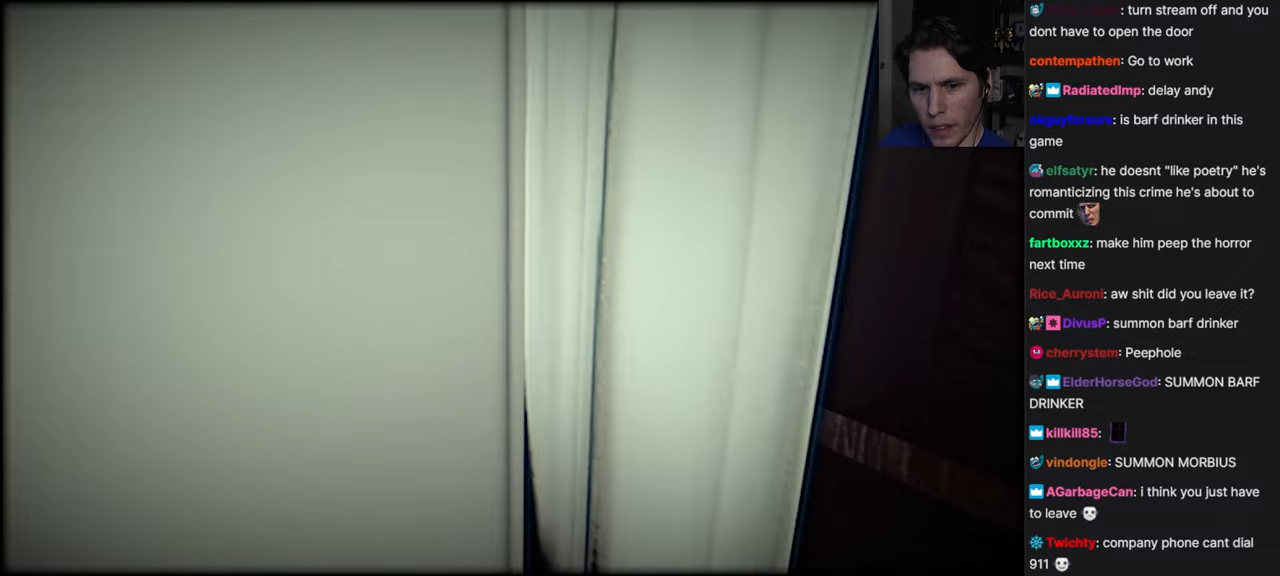 : turn stream off and you
dont have to open the door
contempathen: Go to work
RadiatedImp: delay andy
okguyforsure: is barf drinker in this
game
elfsatyr: he doesnt "like poetry" he's
romanticizing this crime he's about to
commit
fartboxxz: make him peep the horror
next time
Rice_Auroni: aw shit did you leave it?
DivusP: summon barf drinker
cherrystem: Peephole
ElderHorseGod: SUMMON BARF
DRINKER
killkill85:
vindongle: SUMMON MORBIUS
AGarbageCan: i think you just have
to leave
Twichty: company phone cant dial
911